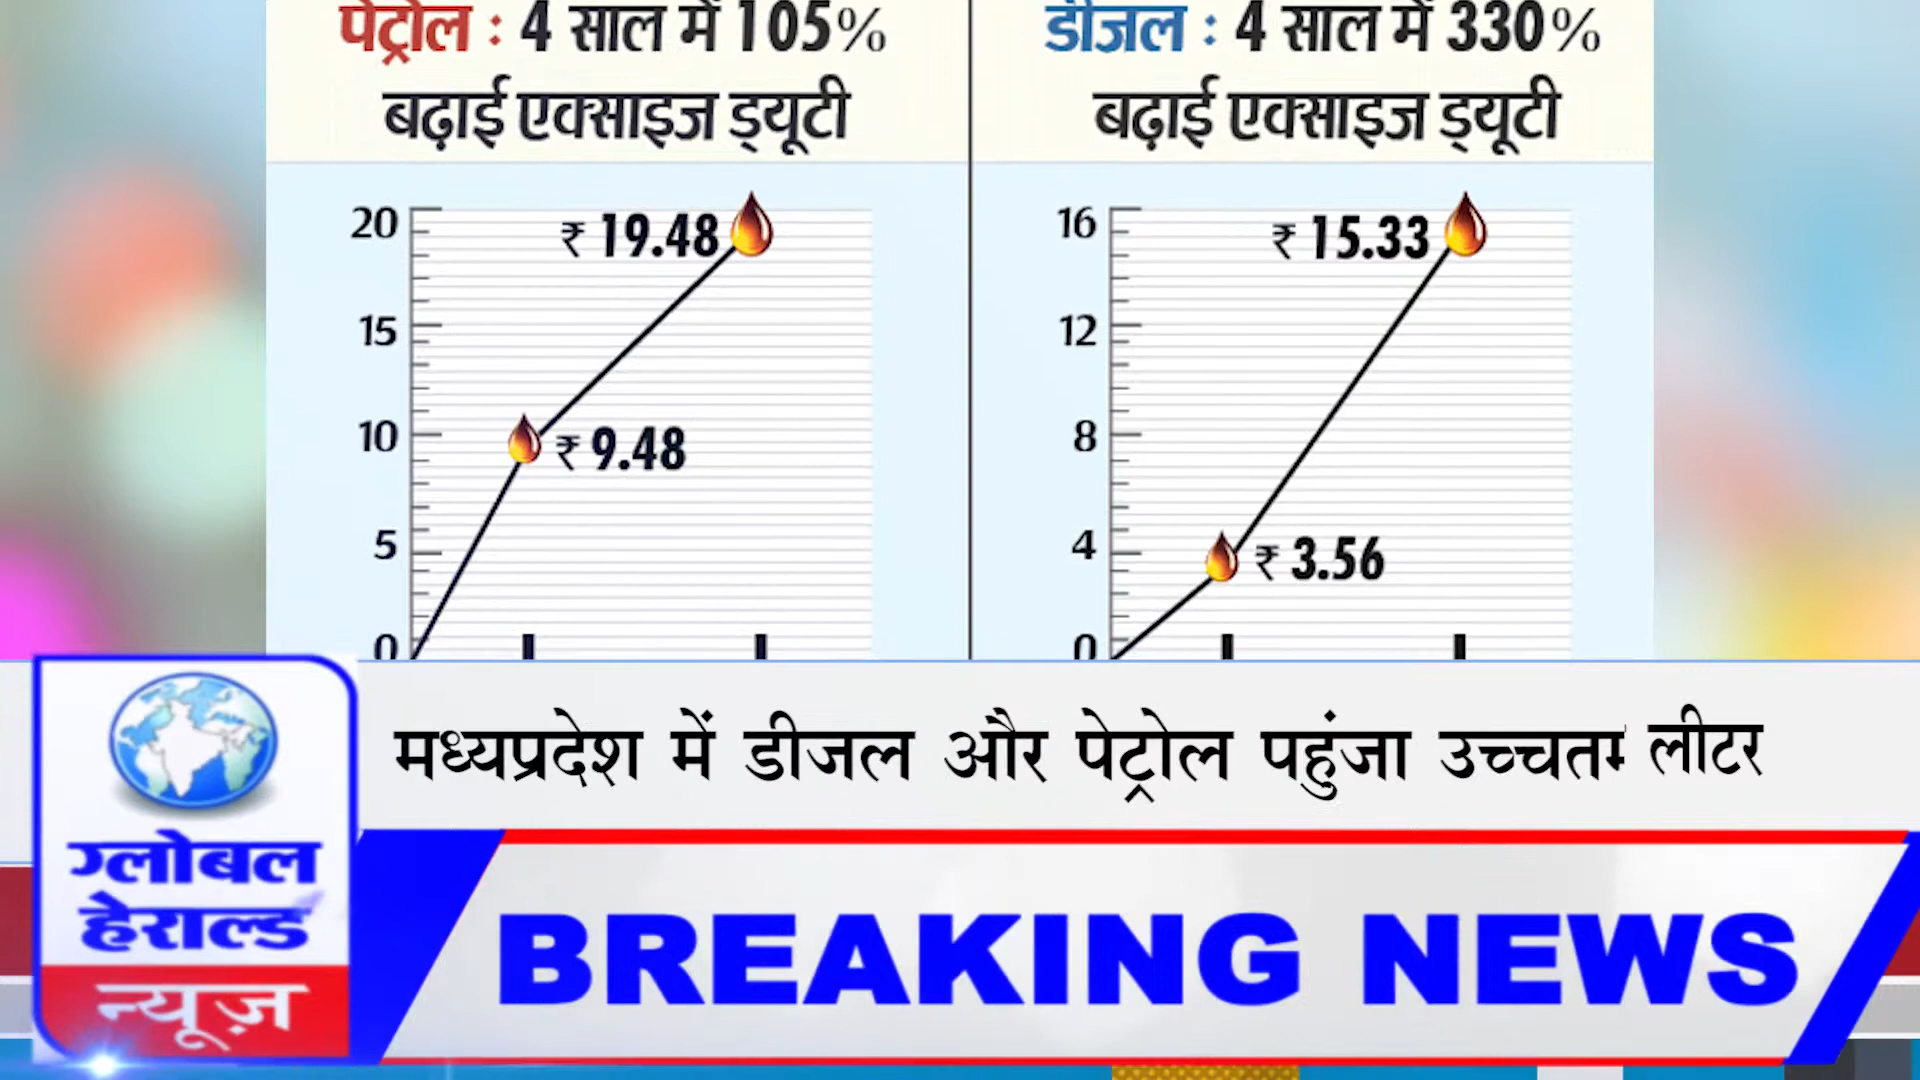 पेट्रोल : 4 साल में 105%
बढ़ाई एक्साइज ड्यूटी
20
15
10
5
0
₹ 19.48
₹ 9.48
डीजल : 4 साल में 330%
बढ़ाई एक्साइज ड्यूटी
16
12
8
4
0
₹ 15.33
₹ 3.56
मध्यप्रदेश में डीजल और पेट्रोल पहुंजा उच्चतम लीटर
ग्लोबल
हेराल्ड
न्यूज़
BREAKING NEWS